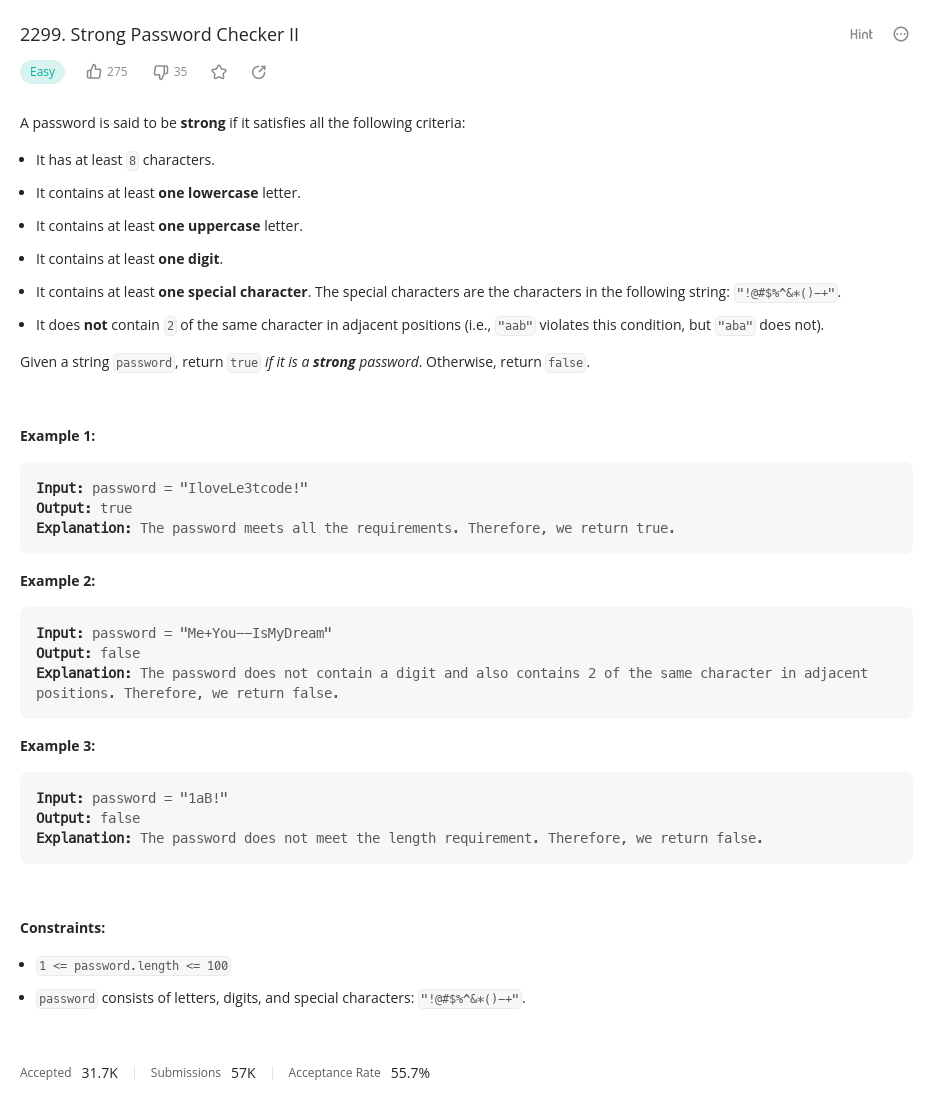 2299. Strong Password Checker II
Hint
Easy
275
35
A password is said to be strong if it satisfies all the following criteria:
• It has at least 8 characters.
• It contains at least one lowercase letter.
• It contains at least one uppercase letter.
• It contains at least one digit.
• It contains at least one special character. The special characters are the characters in the following string: "!@#$%^&*()-+".
• It does not contain 2 of the same character in adjacent positions (i.e., "aab" violates this condition, but "aba" does not).
Given a string password, return true if it is a strong password. Otherwise, return false.
Example 1:
Input: password = "IloveLe3tcode!"
Output: true
Explanation: The password meets all the requirements. Therefore, we return true.
Example 2:
Input: password = "Me+You--IsMyDream"
Output: false
Explanation: The password does not contain a digit and also contains 2 of the same character in adjacent
positions. Therefore, we return false.
Example 3:
Input: password = "1aB!"
Output: false
Explanation: The password does not meet the length requirement. Therefore, we return false.
Constraints:
• 1 <= password.length <= 100
• password consists of letters, digits, and special characters: "!@#$%^&*()-+".
Accepted 31.7K Submissions 57K Acceptance Rate 55.7%